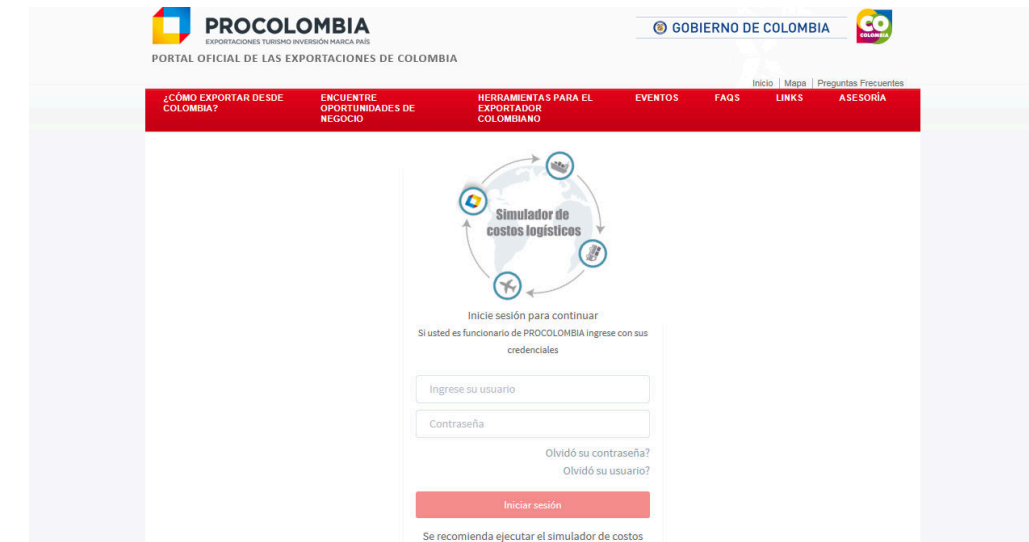 PROCOLOMBIA
EXPORTACIONES TURISMO INVERSIÓN MARCA PAÍS
GOBIERNO DE COLOMBIA
CO
COLOMBIA
PORTAL OFICIAL DE LAS EXPORTACIONES DE COLOMBIA
Inicio | Mapa | Preguntas Frecuentes
¿CÓMO EXPORTAR DESDE
COLOMBIA?
ENCUENTRE
OPORTUNIDADES DE
NEGOCIO
HERRAMIENTAS PARA EL
EXPORTADOR
COLOMBIANO
EVENTOS
FAQS
LINKS
ASESORÌA
Simulador de
costos logísticos
Inicie sesión para continuar
Si usted es funcionario de PROCOLOMBIA ingrese con sus
credenciales
Ingrese su usuario
Contraseña
Olvidó su contraseña?
Olvidó su usuario?
Iniciar sesión
Se recomienda ejecutar el simulador de costos